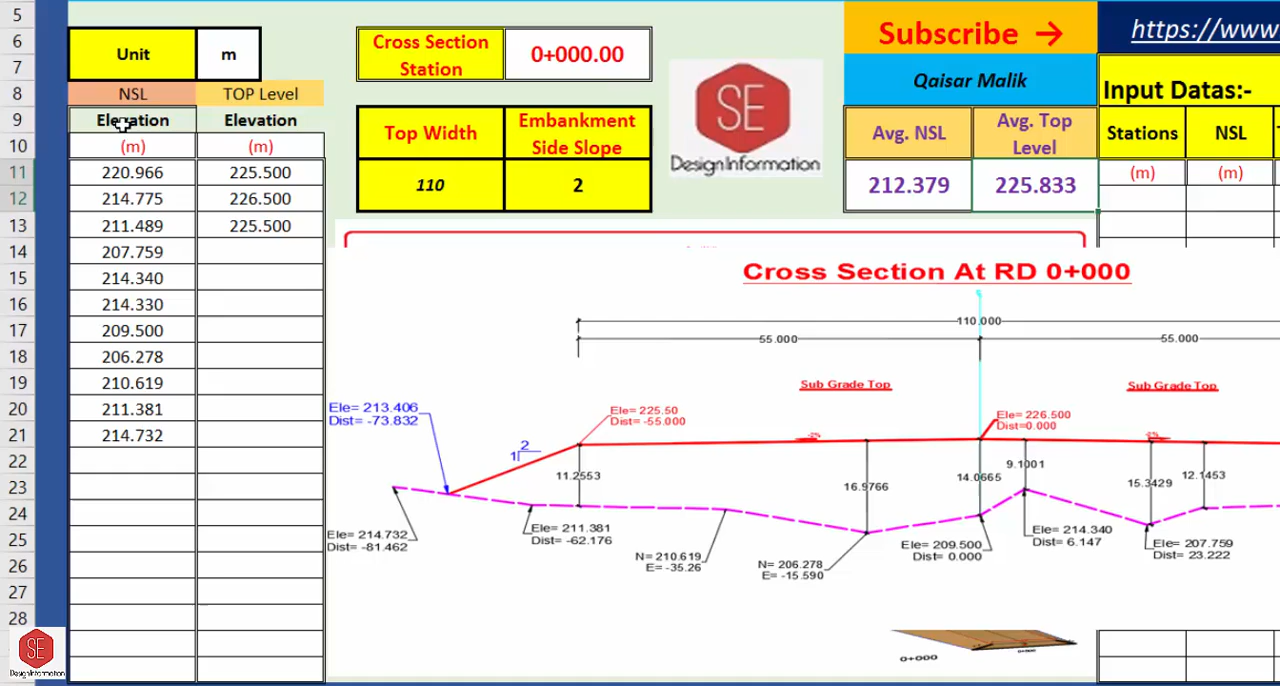 5
6
7
8
9
10
11
12
13
14
15
16
17
18
19
20
21
22
23
24
25
26
27
28
Unit m
NSL TOP Level
Elevation Elevation
(m) (m)
220.966 225.500
214.775 226.500
211.489 225.500
207.759
214.340
214.330
209.500
206.278
210.619
211.381
214.732
Cross Section
Station
0+000.00
Top Width
Embankment
Side Slope
110 2
SE
Design Information
Subscribe →
https://www
Qaisar Malik
Input Datas:-
Avg. NSL
Avg. Top
Level
212.379 225.833
Stations NSL
(m) (m)
Cross Section At RD 0+000
110.000
55.000 55.000
Sub Grade Top Sub Grade Top
Ele= 213.406
Dist= -73.832
Ele= 225.50
Dist= -55.000
Ele= 226.500
Dist=0.000
2
1
11.2553
16.9766
14.0665
9.1001
15.3429
12.1453
Ele= 214.732
Dist= -81.462
Ele= 211.381
Dist= -62.176
N= 210.619
E= -35.26
N= 206.278
E= -15.590
Ele= 209.500
Dist= 0.000
Ele= 214.340
Dist= 6.147
Ele= 207.759
Dist= 23.222
0+000
SE
Design Information